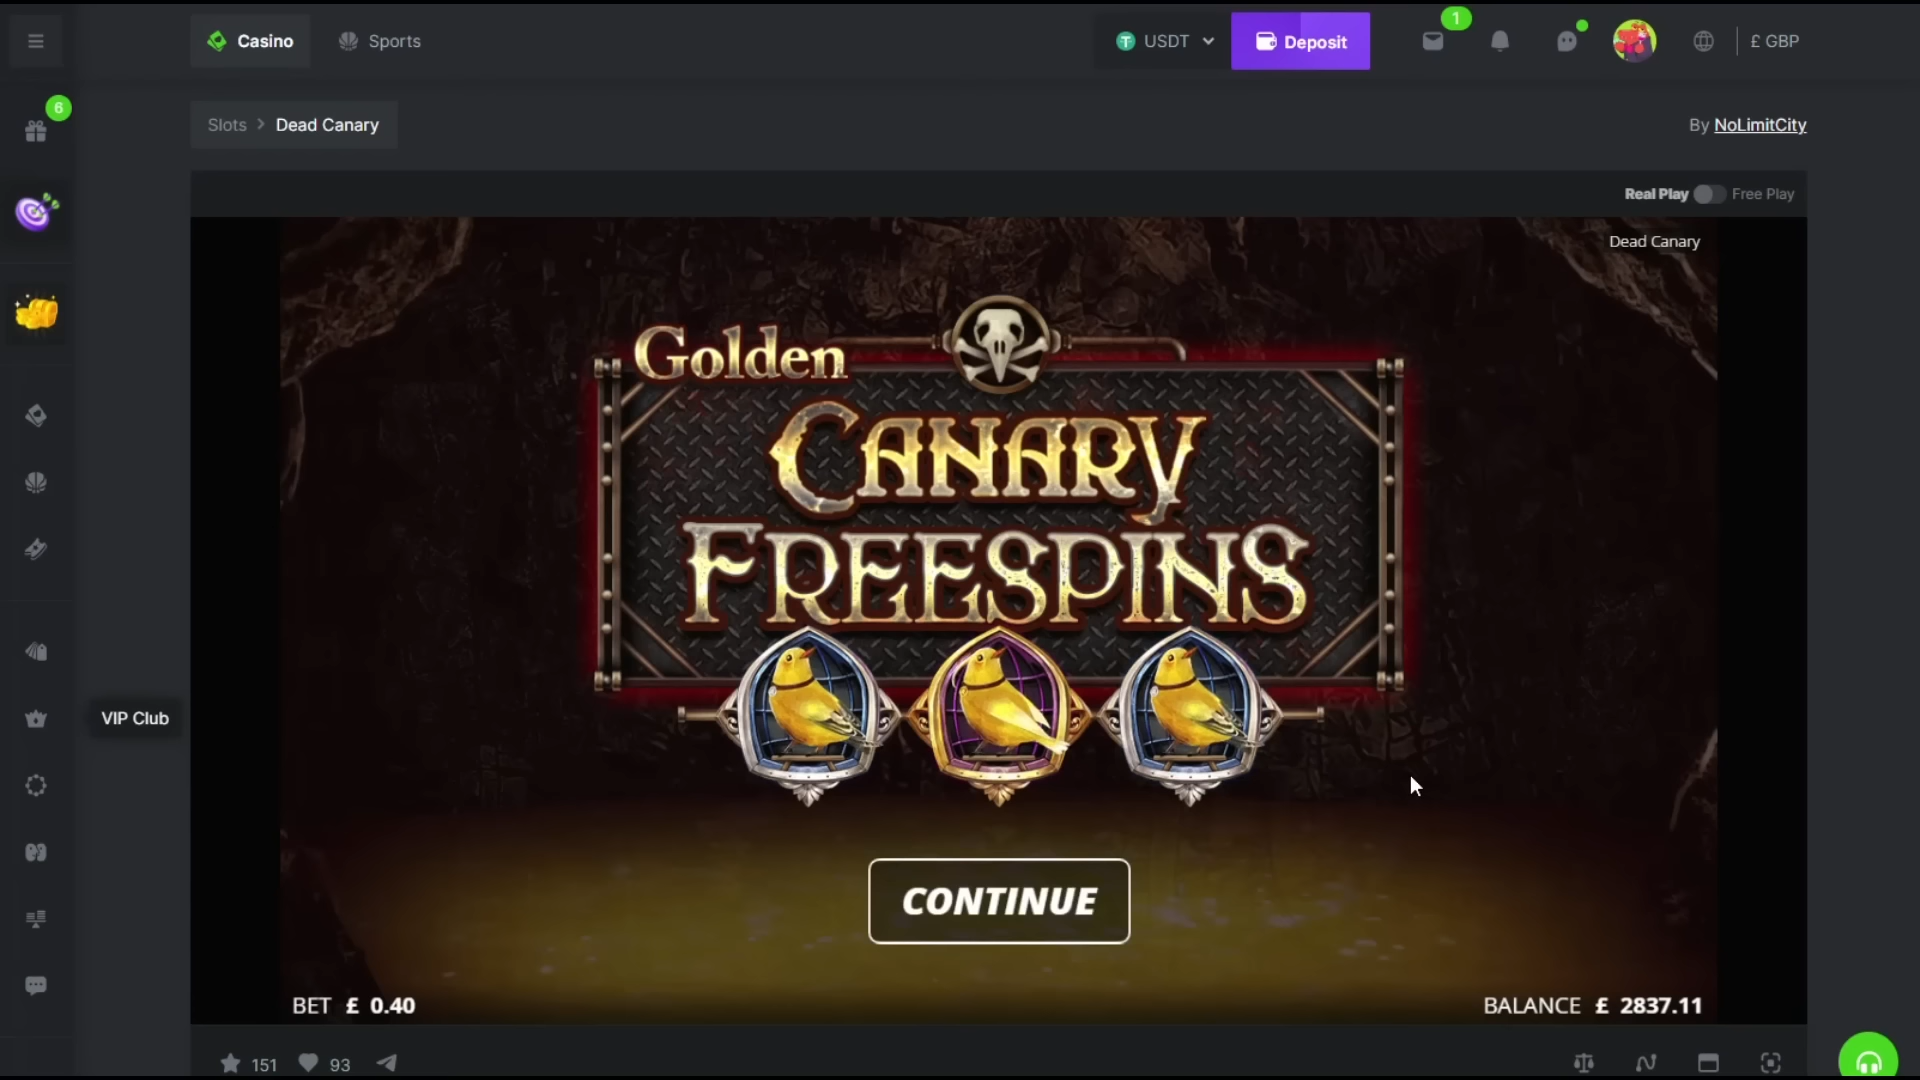 Casino
Sports
USDT
Deposit
1
£ GBP
6
Slots > Dead Canary
By NoLimitCity
Real Play
Free Play
Dead Canary
Golden
CANARY
FREESPINS
VIP Club
CONTINUE
BET £ 0.40
BALANCE £ 2837.11
151
93